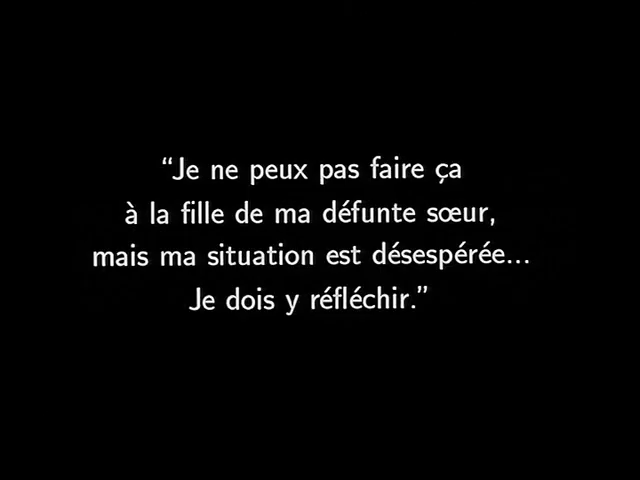 “Je ne peux pas faire ça
à la fille de ma défunte sœur,
mais ma situation est désespérée...
Je dois y réfléchir.”